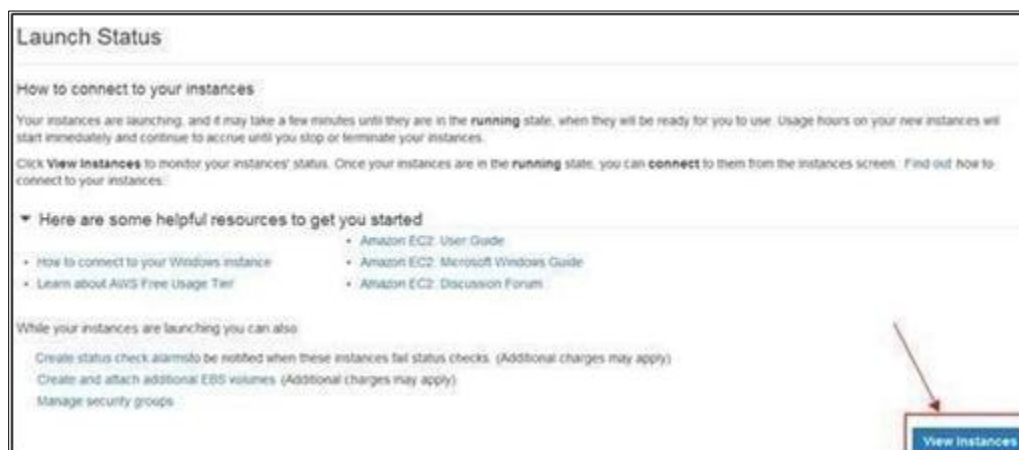 Launch Status
How to connect to your instances
Your instances are launching, and it may take a few minutes until they are in the running state, when they will be ready for you to use. Usage hours on your new instances will
start immediately and continue to accrue until you stop or terminate your instances.
Click View Instances to monitor your instances' status. Once your instances are in the running state, you can connect to them from the Instances screen. Find out how to
connect to your instances.
Here are some helpful resources to get you started
• Amazon EC2: User Guide
• How to connect to your Windows instance • Amazon EC2: Microsoft Windows Guide
• Learn about AWS Free Usage Tier • Amazon EC2: Discussion Forum
While your instances are launching you can also
Create status check alarmsto be notified when these instances fail status checks. (Additional charges may apply)
Create and attach additional EBS volumes (Additional charges may apply)
Manage security groups
View Instances